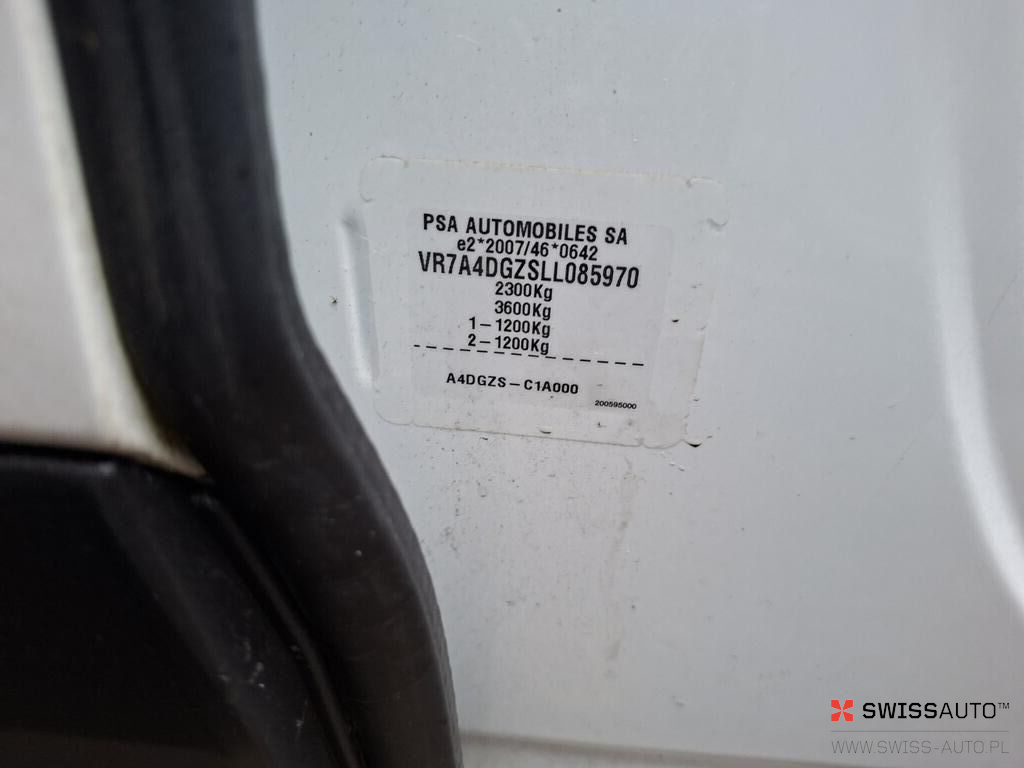 PSA AUTOMOBILES SA
e2*2007/46*0642
VR7A4DGZSLL085970
2300Kg
3600Kg
1-1200Kg
2-1200Kg
A4DGZS-C1A000
200595000
SWISSAUTO™
WWW.SWISS-AUTO.PL